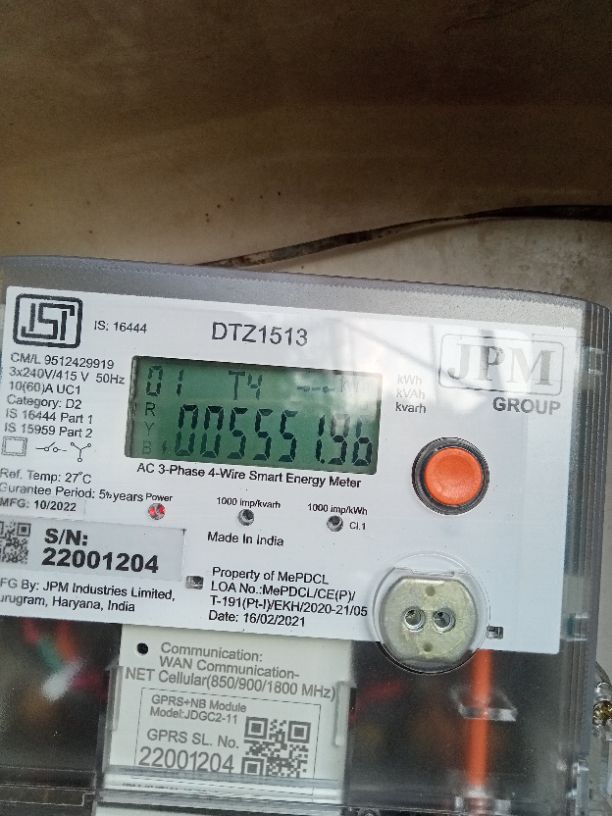 IS: 16444
DTZ1513
JPM
GROUP
CM/L 9512429919
3x240V/415 V 50Hz
10(60)A UC1
Category: D2
IS 16444 Part 1
IS 15959 Part 2
01 T4
R
Y
B
005551.96
kWh
kVAh
kvarh
AC 3-Phase 4-Wire Smart Energy Meter
Ref. Temp: 27°C
Gurantee Period: 5½years
MFG: 10/2022
Power
1000 imp/kvarh
1000 imp/kWh
Cl.1
Made In India
S/N:
22001204
FG By: JPM Industries Limited,
urugram, Haryana, India
Property of MePDCL
LOA No.:MePDCL/CE(P)/
T-191(Pt-I)/EKH/2020-21/05
Date: 16/02/2021
Communication:
WAN Communication-
NET Cellular(850/900/1800 MHz)
GPRS+NB Module
Model:JDGC2-11
GPRS SL. No.
22001204